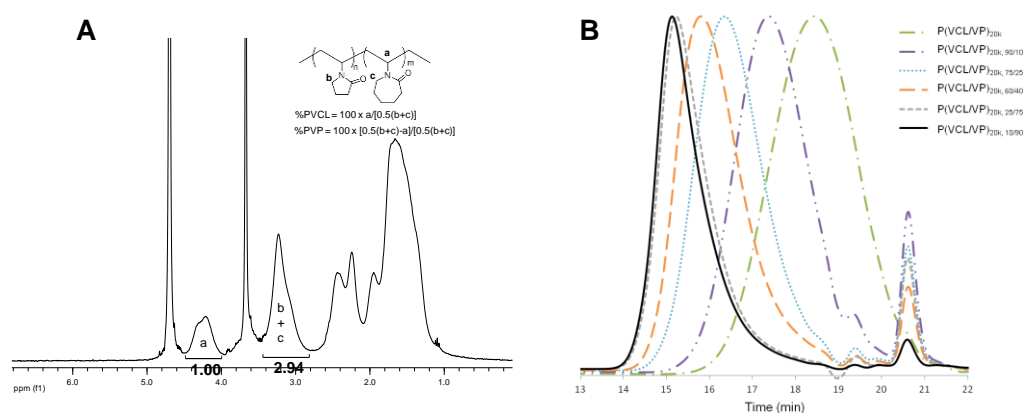 A
a
n
m
b
N
O
c
N
O
%PVCL = 100 x a/[0.5(b+c)]
%PVP = 100 x [0.5(b+c)-a]/[0.5(b+c)]
a
b
+
c
1.00
2.94
6.0 5.0 4.0 3.0 2.0 1.0
ppm (f1)
B
P(VCL/VP)20k
P(VCL/VP)20k, 90/10
P(VCL/VP)20k, 75/25
P(VCL/VP)20k, 60/40
P(VCL/VP)20k, 25/75
P(VCL/VP)20k, 10/90
13 14 15 16 17 18 19 20 21 22
Time (min)